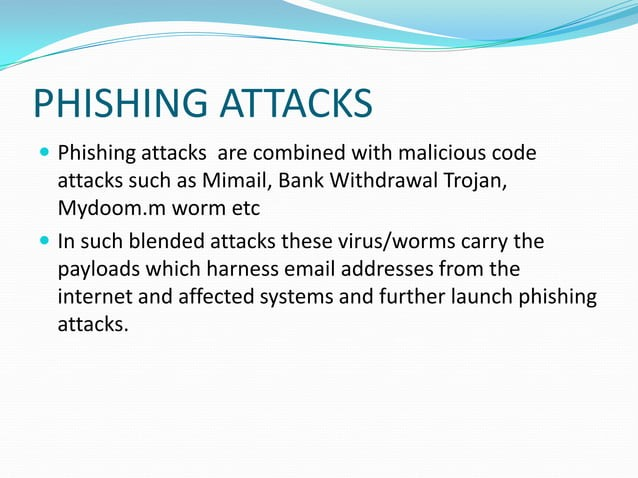 PHISHING ATTACKS
Phishing attacks  are combined with malicious code
attacks such as Mimail, Bank Withdrawal Trojan,
Mydoom.m worm etc
In such blended attacks these virus/worms carry the
payloads which harness email addresses from the
internet and affected systems and further launch phishing
attacks.